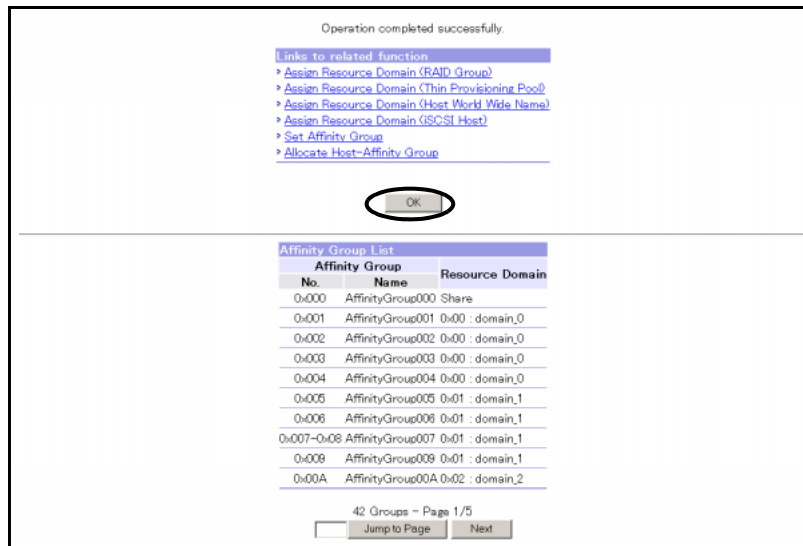 Operation completed successfully.
Links to related function
Assign Resource Domain (RAID Group)
Assign Resource Domain (Thin Provisioning Pool)
Assign Resource Domain (Host World Wide Name)
Assign Resource Domain (iSCSI Host)
Set Affinity Group
Allocate Host-Affinity Group
OK
Affinity Group List
Affinity Group Resource Domain
No. Name
0x000 AffinityGroup000 Share
0x001 AffinityGroup001 0x00 : domain_0
0x002 AffinityGroup002 0x00 : domain_0
0x003 AffinityGroup003 0x00 : domain_0
0x004 AffinityGroup004 0x00 : domain_0
0x005 AffinityGroup005 0x01 : domain_1
0x006 AffinityGroup006 0x01 : domain_1
0x007-0x08 AffinityGroup007 0x01 : domain_1
0x009 AffinityGroup009 0x01 : domain_1
0x00A AffinityGroup00A 0x02 : domain_2
42 Groups - Page 1/5
Jump to Page Next